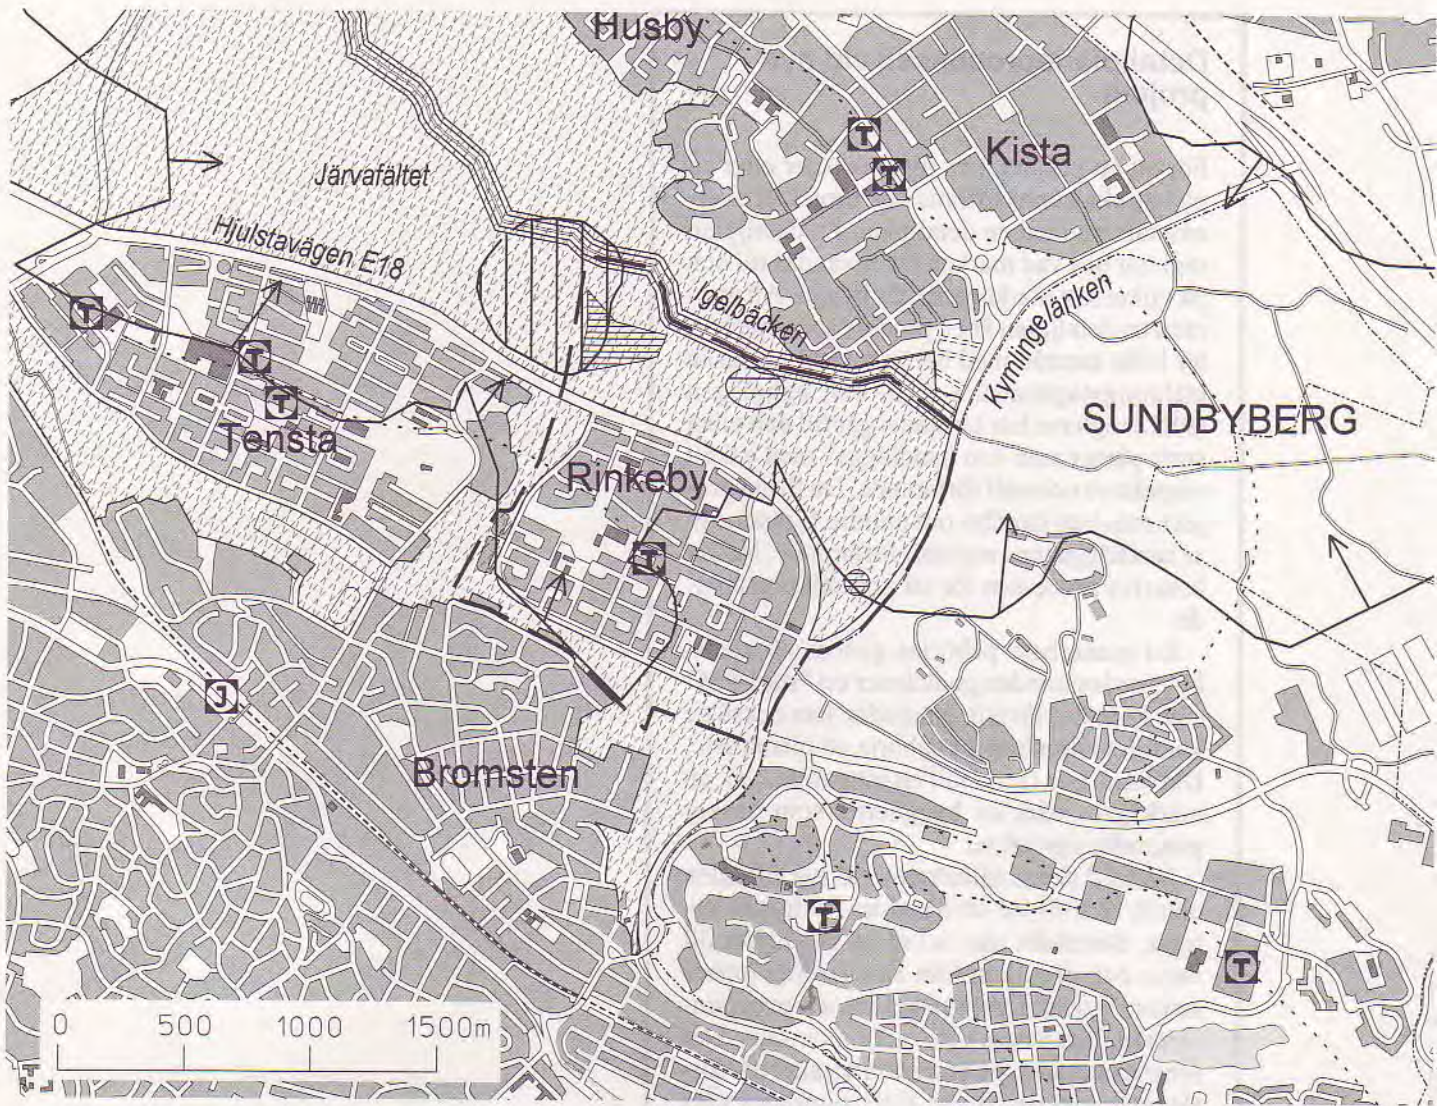 Husby
T
Kista
T
Järvafältet
Hjulstavägen E18
Igelbäcken
Kymlingelänken
T
T
T
Tensta
SUNDBYBERG
Rinkeby
T
J
Bromsten
T
T
0 500 1000 1500m